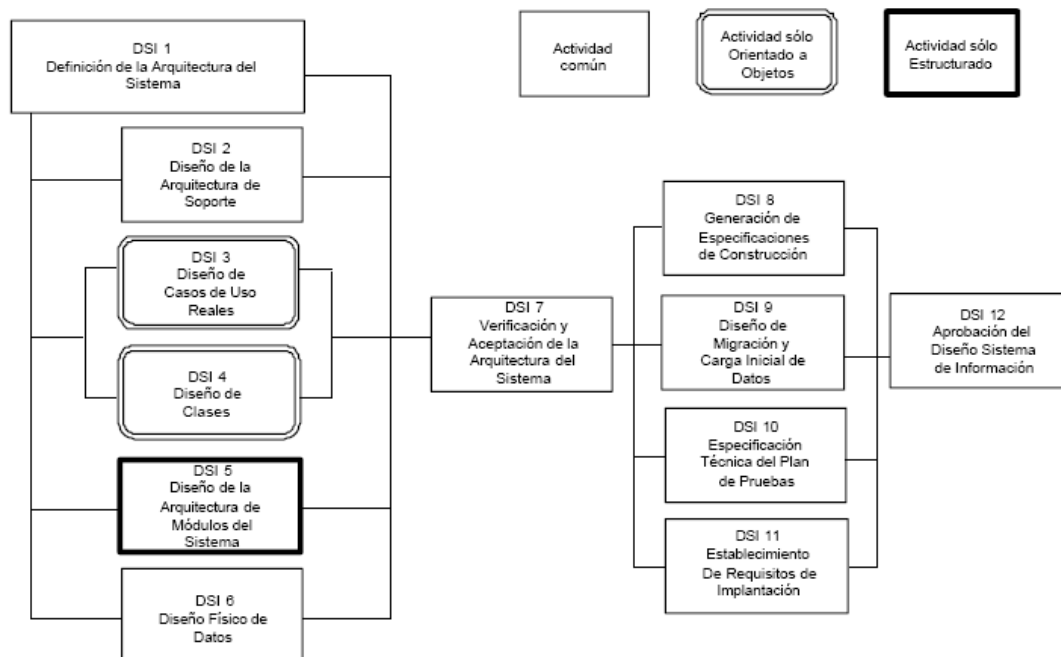 DSI 1
Definición de la Arquitectura del
Sistema
Actividad
común
Actividad sólo
Orientado a
Objetos
Actividad sólo
Estructurado
DSI 2
Diseño de la
Arquitectura de
Soporte
DSI 3
Diseño de
Casos de Uso
Reales
DSI 4
Diseño de
Clases
DSI 5
Diseño de la
Arquitectura de
Módulos del
Sistema
DSI 6
Diseño Físico de
Datos
DSI 7
Verificación y
Aceptación de la
Arquitectura del
Sistema
DSI 8
Generación de
Especificaciones
de Construcción
DSI 9
Diseño de
Migración y
Carga Inicial de
Datos
DSI 10
Especificación
Técnica del Plan
de Pruebas
DSI 11
Establecimiento
De Requisitos de
Implantación
DSI 12
Aprobación del
Diseño Sistema
de Información